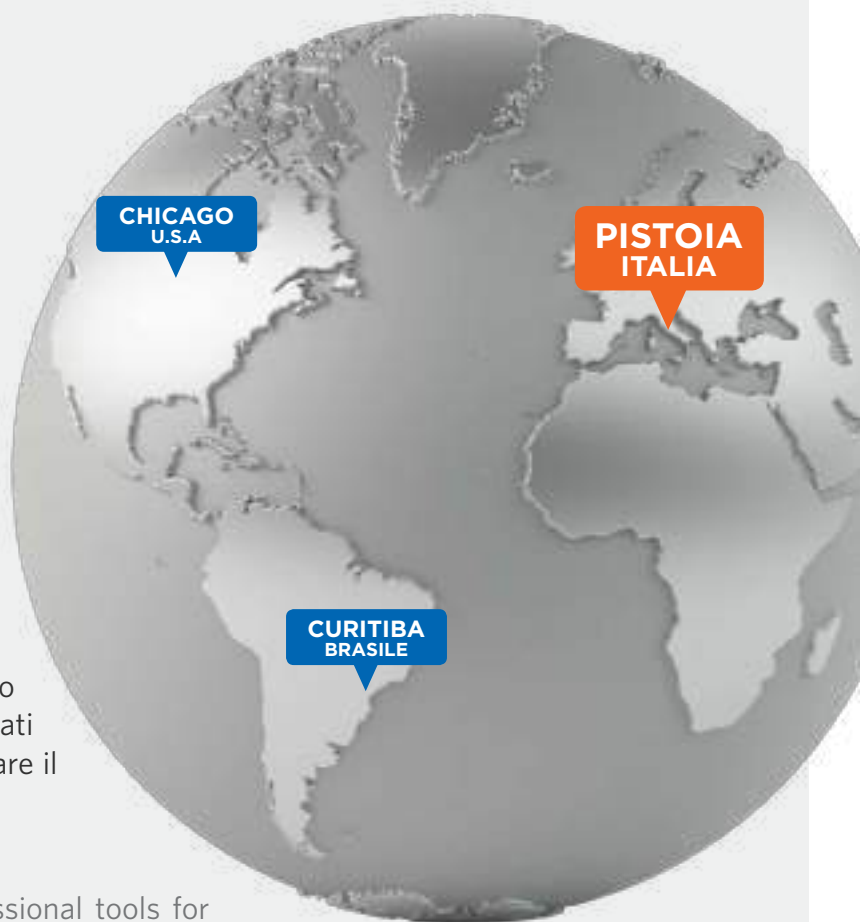 CHICAGO
U.S.A
PISTOIA
ITALIA
CURITIBA
BRASILE
o
ati
are il
ssional tools for